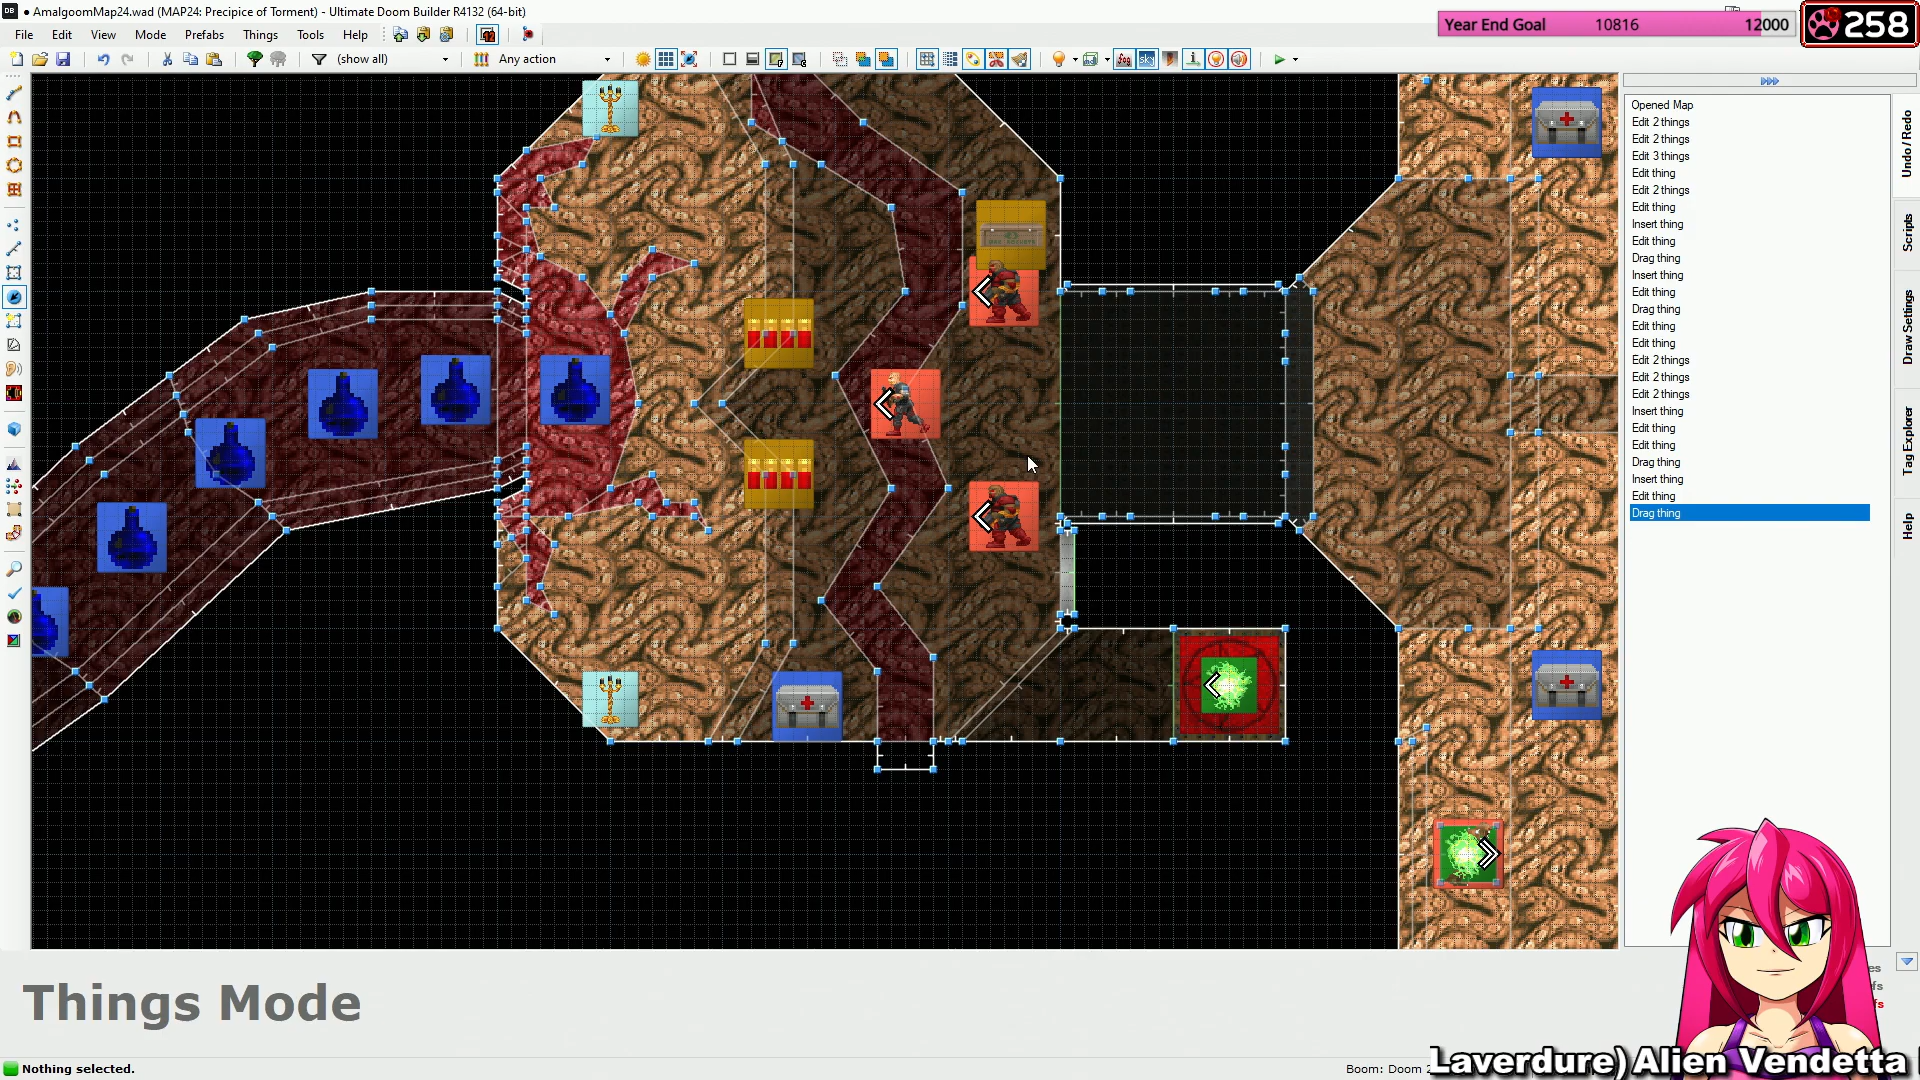 AmalgoomMap24.wad (MAP24: Precipice of Torment) - Ultimate Doom Builder R4132 (64-bit)
Year End Goal 10816 12000
258
File Edit View Mode Prefabs Things Tools Help
(show all)
Any action
Opened Map
Edit 2 things
Edit 2 things
Edit 3 things
Edit thing
Edit 2 things
Edit thing
Insert thing
Edit thing
Drag thing
Insert thing
Edit thing
Drag thing
Edit thing
Edit thing
Edit 2 things
Edit 2 things
Edit 2 things
Insert thing
Edit thing
Edit thing
Drag thing
Insert thing
Edit thing
Drag thing
Undo / Redo
Scripts
Draw Settings
Tag Explorer
Help
Things Mode
Nothing selected.
Boom: Doom
Laverdure) Alien Vendetta